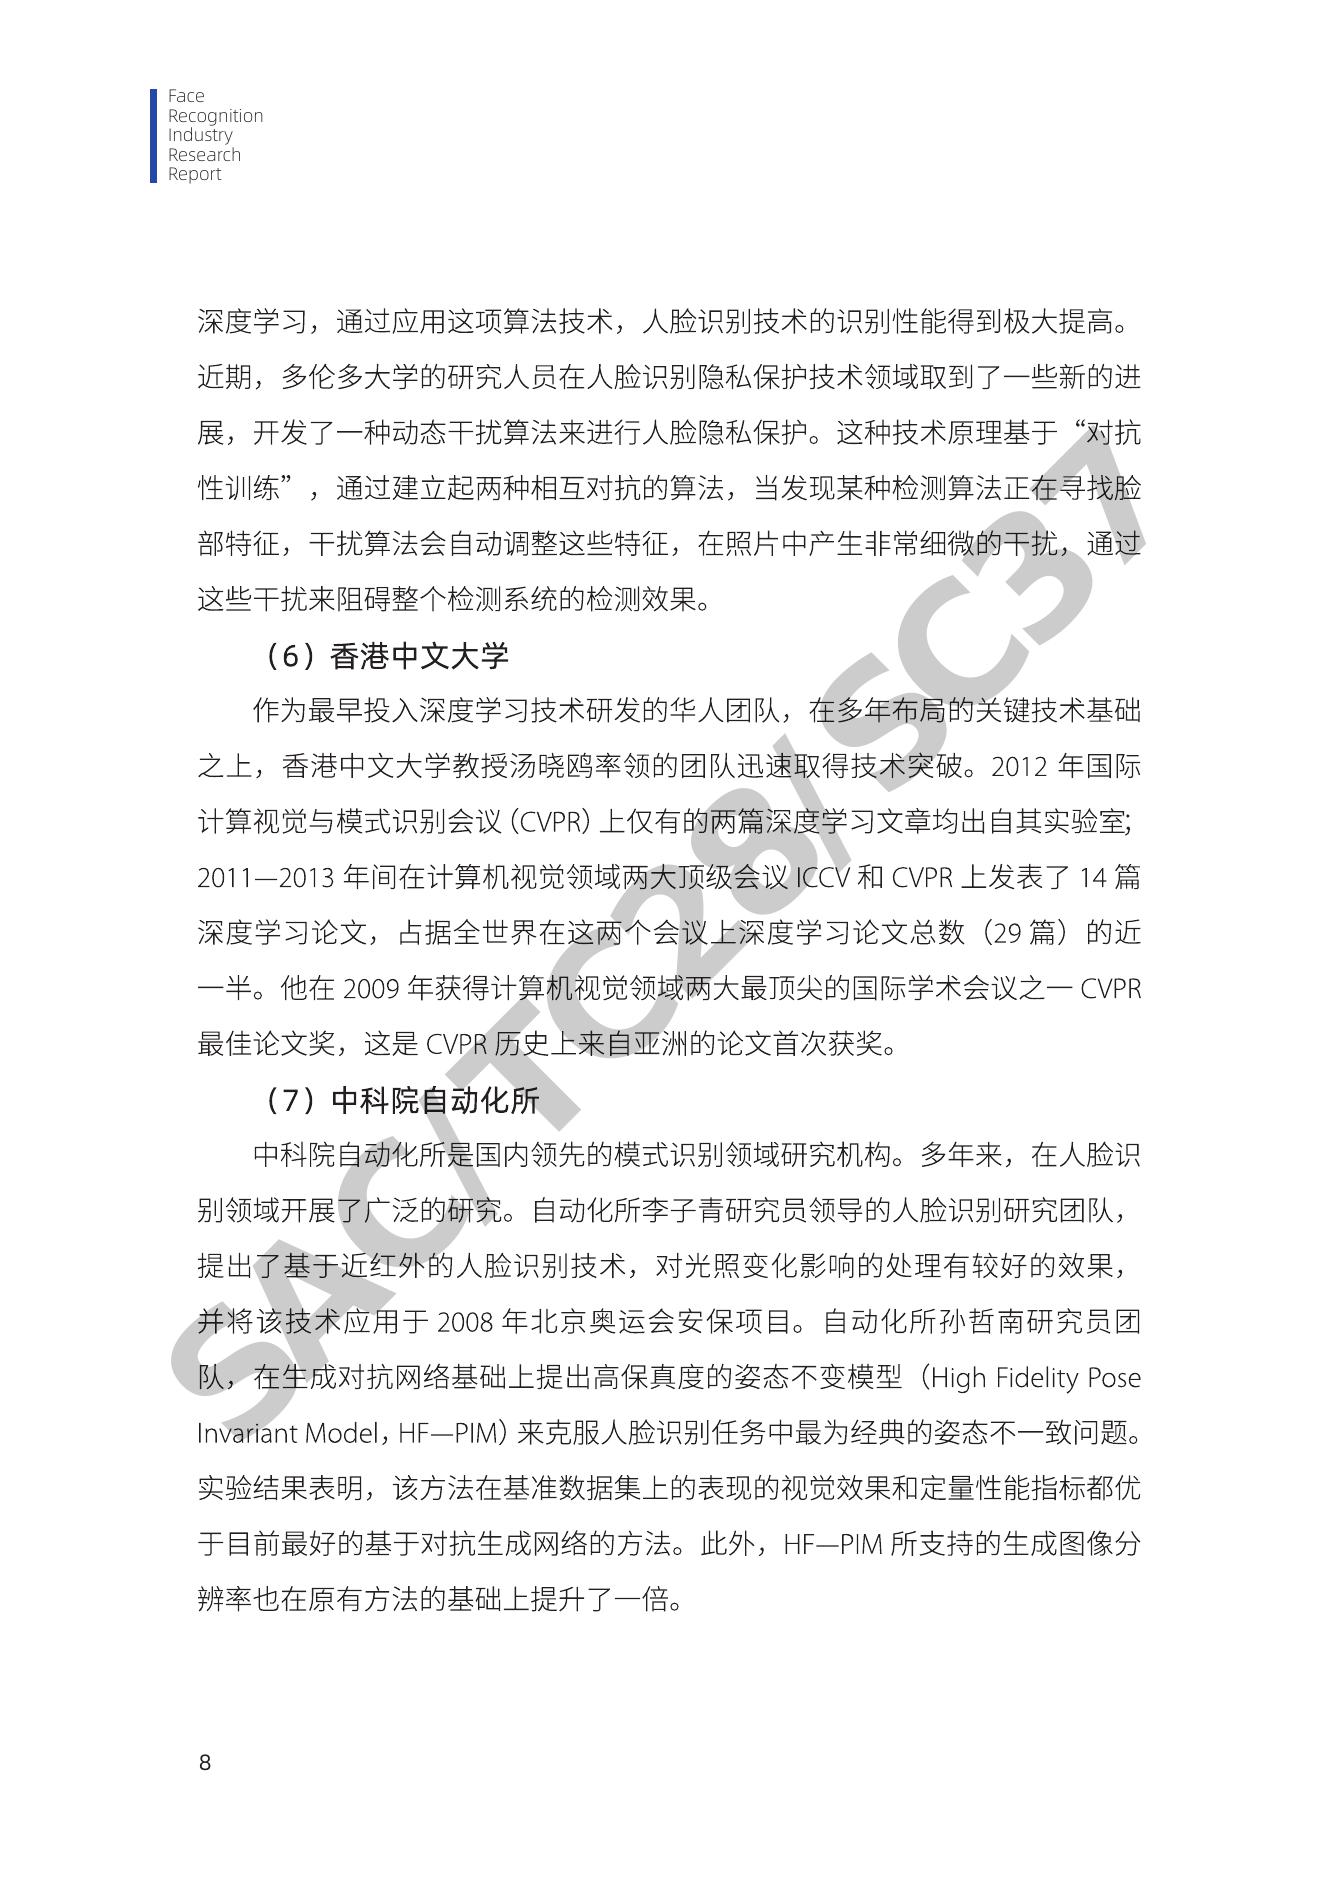 Face
Recognition
Industry
Research
Report
深度学习，通过应用这项算法技术，人脸识别技术的识别性能得到极大提高。
近期，多伦多大学的研究人员在人脸识别隐私保护技术领域取到了一些新的进
展，开发了一种动态干扰算法来进行人脸隐私保护。这种技术原理基于“对抗
性训练”，通过建立起两种相互对抗的算法，当发现某种检测算法正在寻找脸
部特征，干扰算法会自动调整这些特征，在照片中产生非常细微的干扰，通过
这些干扰来阻碍整个检测系统的检测效果。
（6）香港中文大学
作为最早投入深度学习技术研发的华人团队，在多年布局的关键技术基础
之上，香港中文大学教授汤晓鸥率领的团队迅速取得技术突破。2012 年国际
计算视觉与模式识别会议（CVPR）上仅有的两篇深度学习文章均出自其实验室；
2011—2013 年间在计算机视觉领域两大顶级会议 ICCV 和 CVPR 上发表了 14 篇
深度学习论文，占据全世界在这两个会议上深度学习论文总数（29 篇）的近
一半。他在 2009 年获得计算机视觉领域两大最顶尖的国际学术会议之一 CVPR
最佳论文奖，这是 CVPR 历史上来自亚洲的论文首次获奖。
（7）中科院自动化所
中科院自动化所是国内领先的模式识别领域研究机构。多年来，在人脸识
别领域开展了广泛的研究。自动化所李子青研究员领导的人脸识别研究团队，
提出了基于近红外的人脸识别技术，对光照变化影响的处理有较好的效果，
并将该技术应用于 2008 年北京奥运会安保项目。自动化所孙哲南研究员团
队，在生成对抗网络基础上提出高保真度的姿态不变模型（High Fidelity Pose
Invariant Model，HF—PIM）来克服人脸识别任务中最为经典的姿态不一致问题。
实验结果表明，该方法在基准数据集上的表现的视觉效果和定量性能指标都优
于目前最好的基于对抗生成网络的方法。此外，HF—PIM 所支持的生成图像分
辨率也在原有方法的基础上提升了一倍。
8
SAC/TC28/SC37